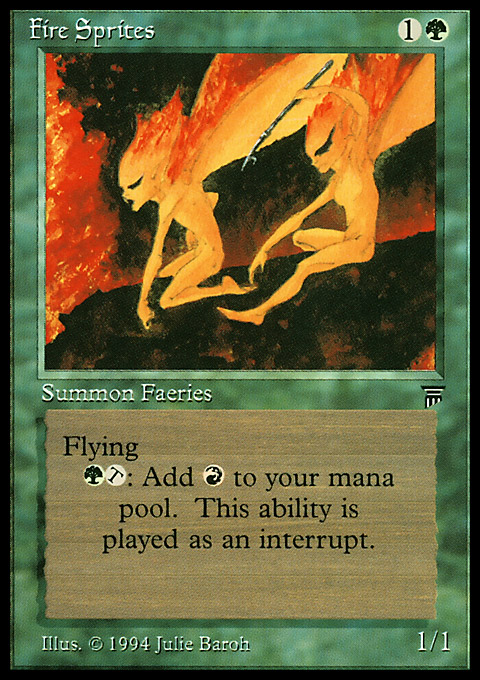 Fire Sprites 1
Summon Faeries
Flying
: Add to your mana
pool. This ability is
played as an interrupt.
Illus. © 1994 Julie Baroh 1/1